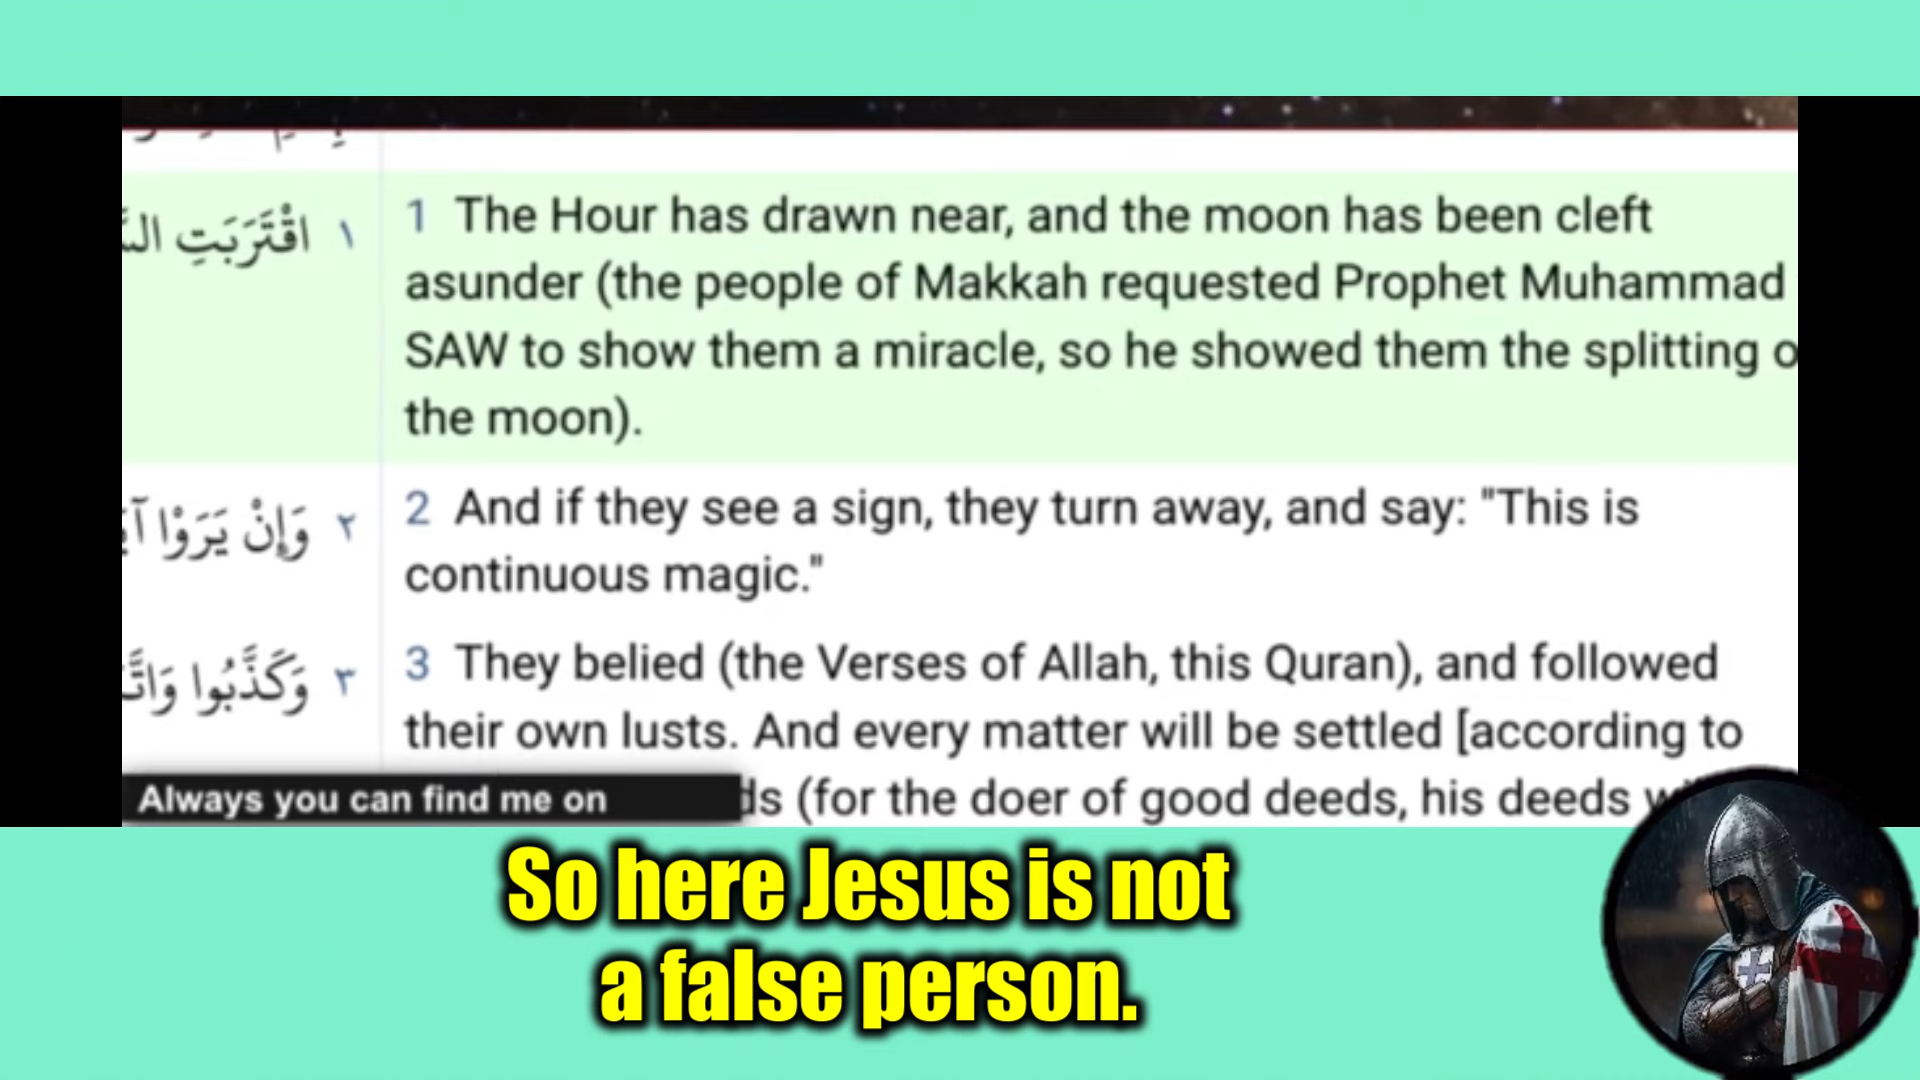 1 The Hour has drawn near, and the moon has been cleft
١ اقْتَرَبَتِ
asunder (the people of Makkah requested Prophet Muhammad
SAW to show them a miracle, so he showed them the splitting o
the moon).
2 And if they see a sign, they turn away, and say: "This is
٢ وَإِنْ يَرَوْا
continuous magic."
3 They belied (the Verses of Allah, this Quran), and followed
٣ وَكَذَّبُوا
their own lusts. And every matter will be settled [according to
ds (for the doer of good deeds, his deeds
Always you can find me on
So here Jesus is not
a false person.